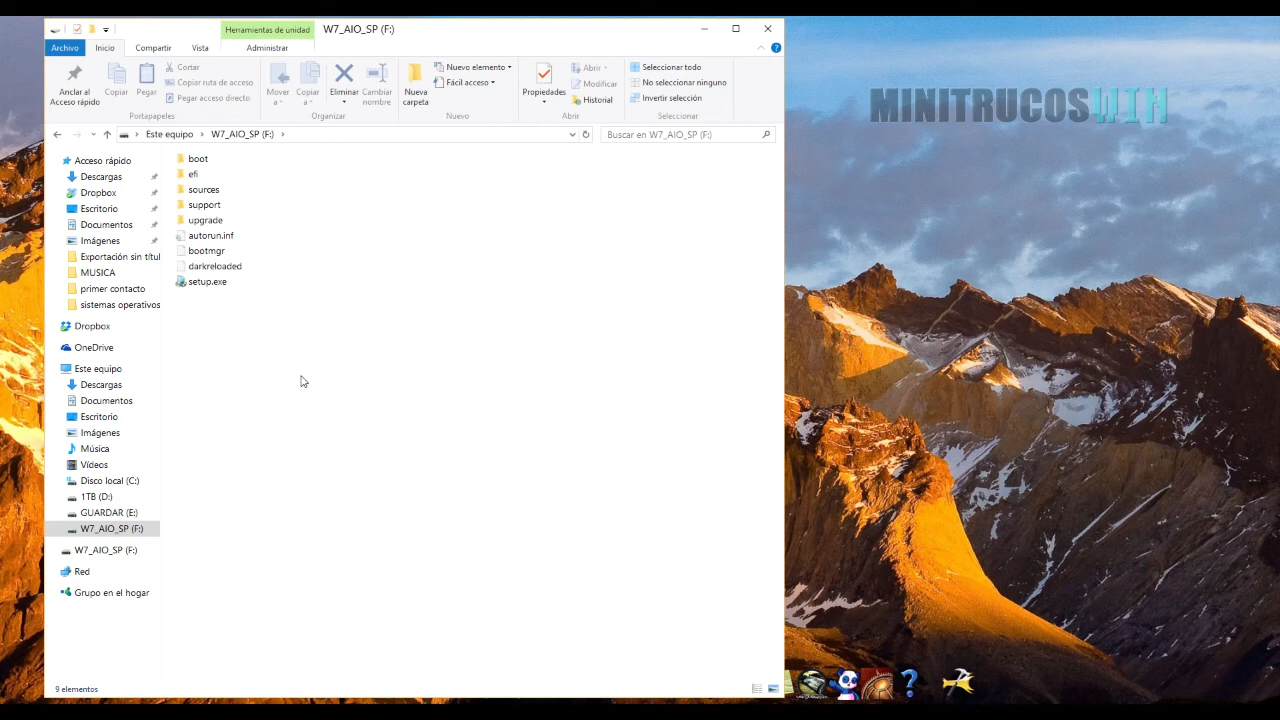 Herramientas de unidad
W7_AIO_SP (F:)
Archivo
Inicio
Compartir
Vista
Administrar
Anclar al
Acceso rápido
Copiar
Pegar
Cortar
Copiar ruta de acceso
Pegar acceso directo
Portapapeles
Mover
a
Copiar
a
Eliminar
Cambiar
nombre
Organizar
Nueva
carpeta
Nuevo elemento
Fácil acceso
Nuevo
Propiedades
Abrir
Modificar
Historial
Abrir
Seleccionar todo
No seleccionar ninguno
Invertir selección
Seleccionar
Este equipo
W7_AIO_SP (F:)
Buscar en W7_AIO_SP (F:)
Acceso rápido
Descargas
Dropbox
Escritorio
Documentos
Imágenes
Exportación sin títul
MUSICA
primer contacto
sistemas operativos
Dropbox
OneDrive
Este equipo
Descargas
Documentos
Escritorio
Imágenes
Música
Vídeos
Disco local (C:)
1TB (D:)
GUARDAR (E:)
W7_AIO_SP (F:)
W7_AIO_SP (F:)
Red
Grupo en el hogar
boot
efi
sources
support
upgrade
autorun.inf
bootmgr
darkreloaded
setup.exe
9 elementos
MINITRUCOSWIN